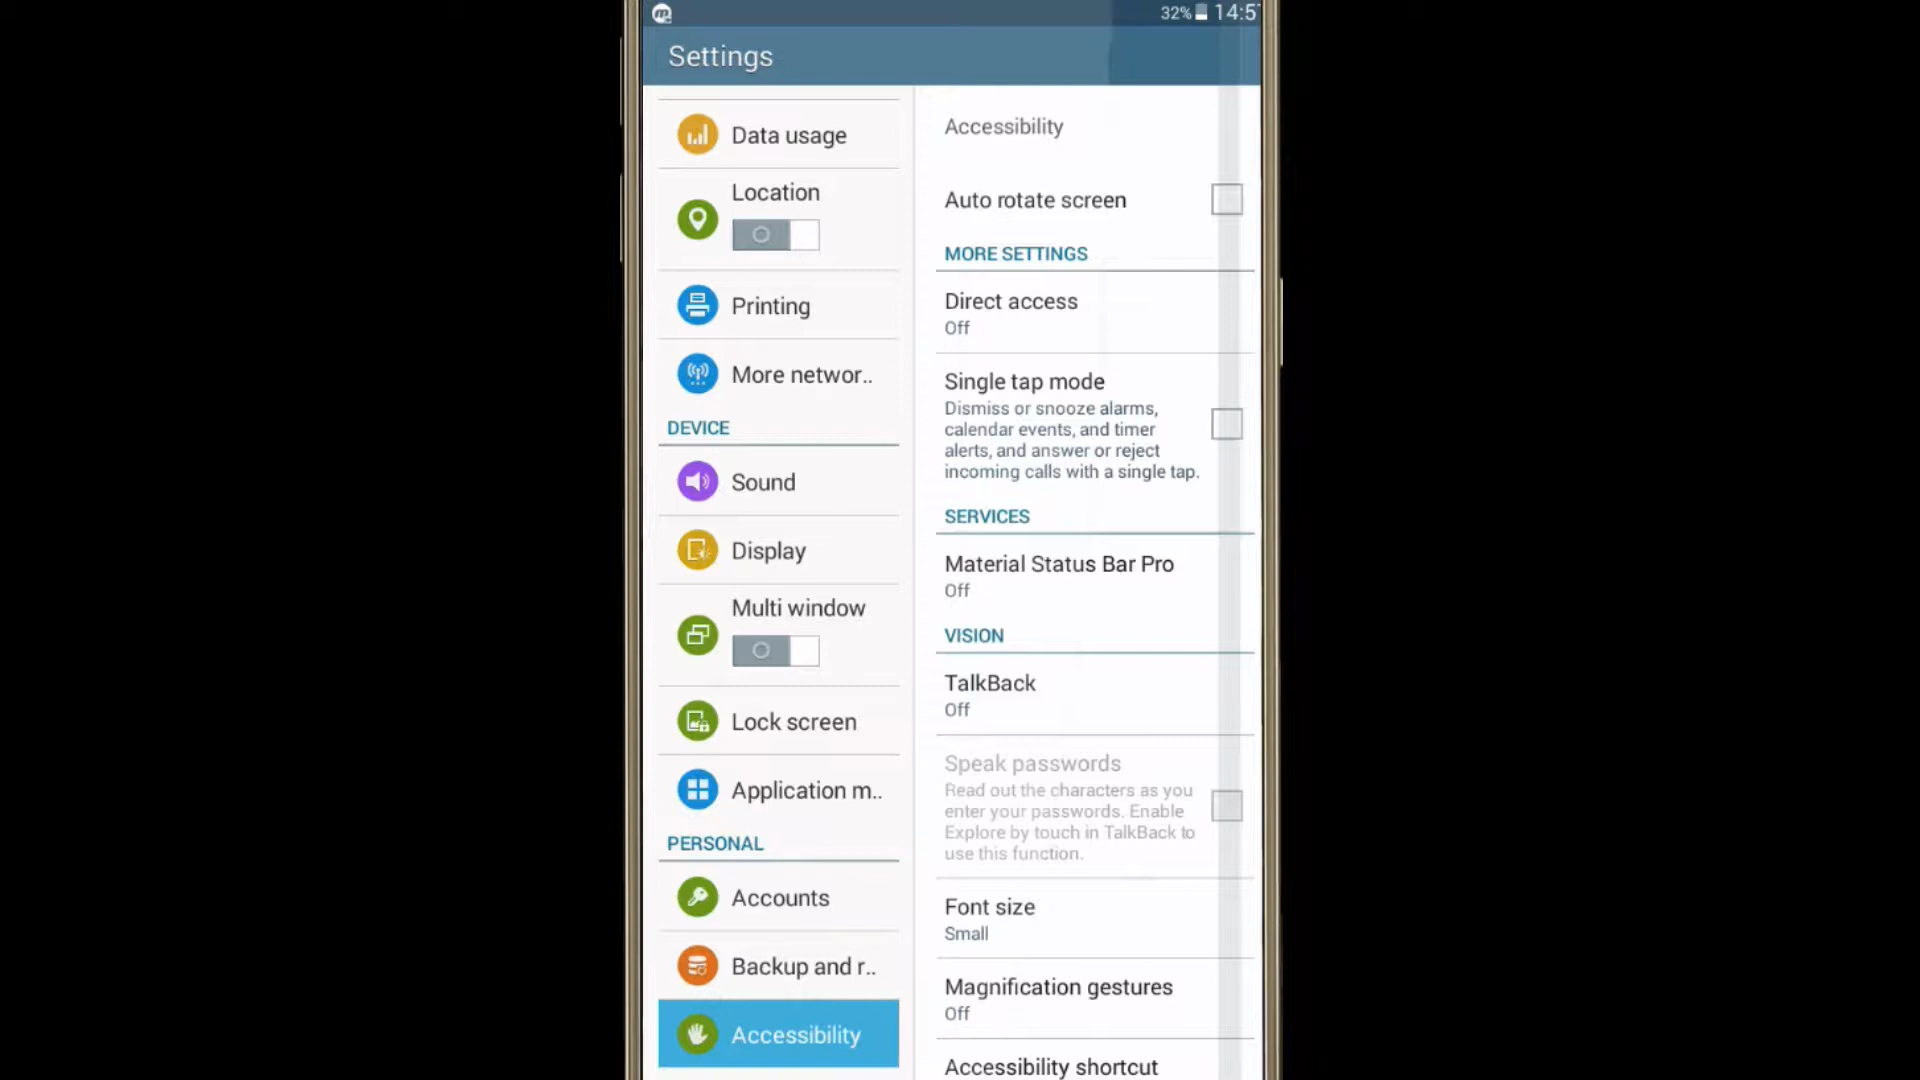 32% 14:5
Settings
Data usage
Location
Printing
More networ..
DEVICE
Sound
Display
Multi window
Lock screen
Application m..
PERSONAL
Accounts
Backup and r..
Accessibility
Accessibility
Auto rotate screen
MORE SETTINGS
Direct access
Off
Single tap mode
Dismiss or snooze alarms,
calendar events, and timer
alerts, and answer or reject
incoming calls with a single tap.
SERVICES
Material Status Bar Pro
Off
VISION
TalkBack
Off
Speak passwords
Read out the characters as you
enter your passwords. Enable
Explore by touch in TalkBack to
use this function.
Font size
Small
Magnification gestures
Off
Accessibility shortcut